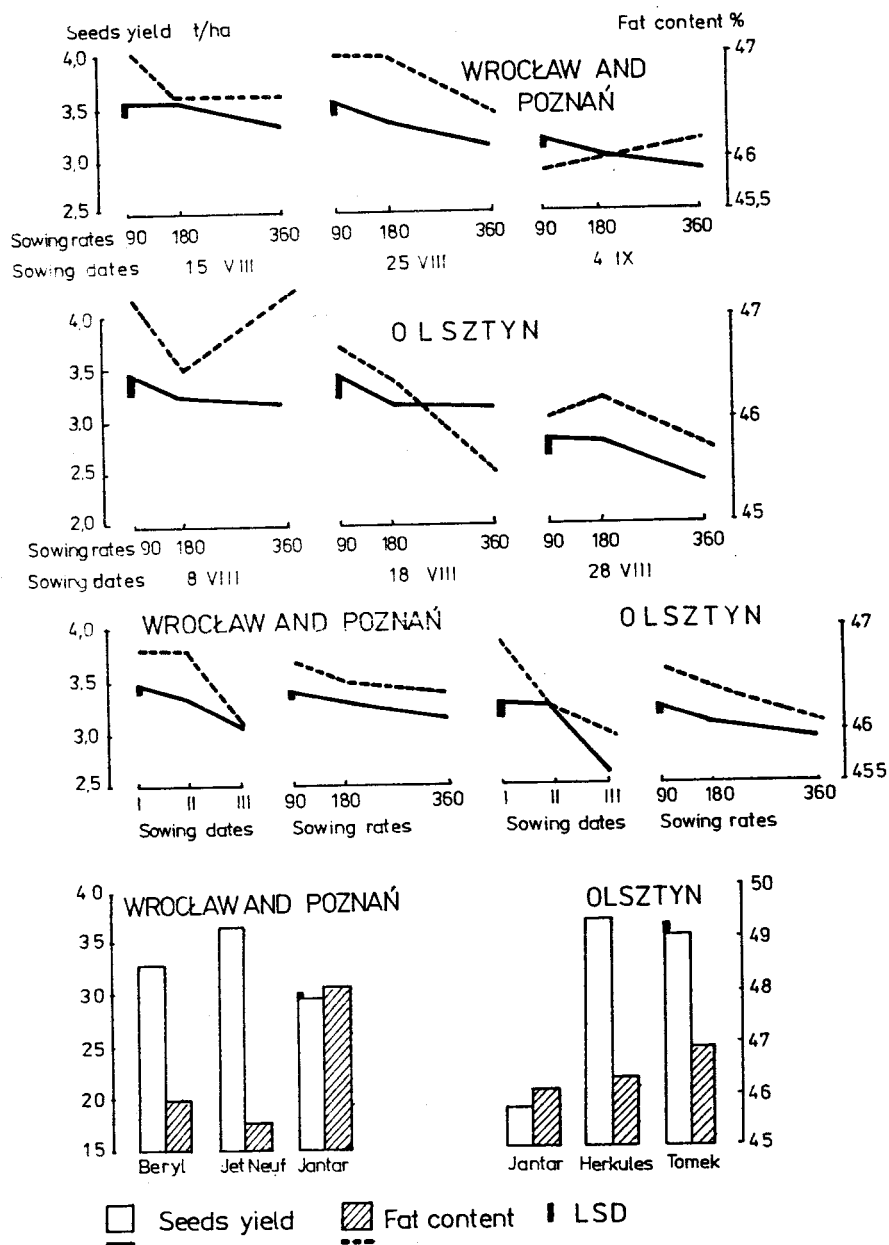 Seeds yield t/ha
Fat content %
4,0
3,5
3,0
2,5
WROCŁAW AND
POZNAŃ
47
46
45,5
Sowing rates 90 180 360 90 180 360 90 180 360
Sowing dates 15 VIII 25 VIII 4 IX
4,0
3,5
3.0
2.5
2,0
OLSZTYN
47
46
45
Sowing rates 90 180 360 90 180 360 90 180 360
Sowing dates 8 VIII 18 VIII 28 VIII
WROCŁAW AND POZNAŃ
OLSZTYN
4,0
3.5
3.0
2,5
47
46
455
I II III 90 180 360 I II III 90 180 360
Sowing dates Sowing rates Sowing dates Sowing rates
40
35
30
25
20
15
WROCŁAW AND POZNAŃ
OLSZTYN
50
49
48
47
46
45
Beryl Jet Neuf Jantar Jantar Herkules Tomek
Seeds yield Fat content LSD